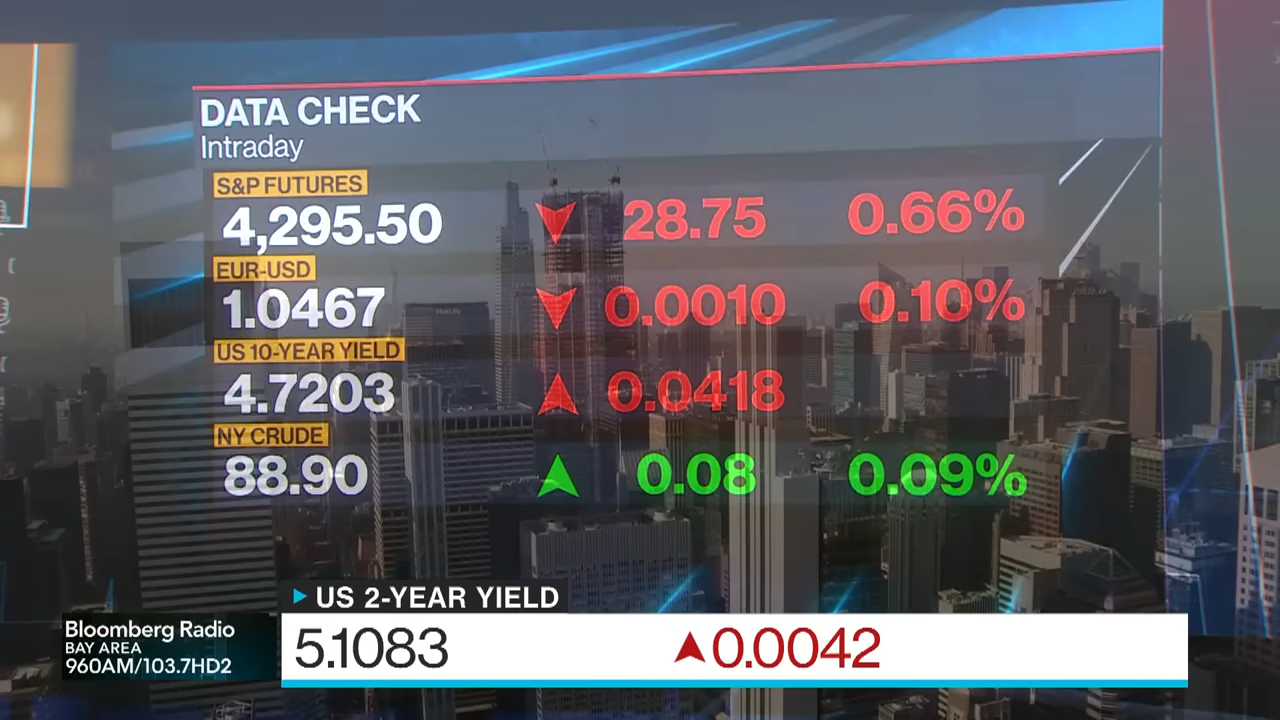 DATA CHECK
Intraday
S&P FUTURES
4,295.50 ▼ 28.75 0.66%
EUR-USD
1.0467 ▼ 0.0010 0.10%
US 10-YEAR YIELD
4.7203 ▲ 0.0418
NY CRUDE
88.90 ▲ 0.08 0.09%
MetLife
▶ US 2-YEAR YIELD
Bloomberg Radio
BAY AREA
960AM/103.7HD2
5.1083 ▲0.0042